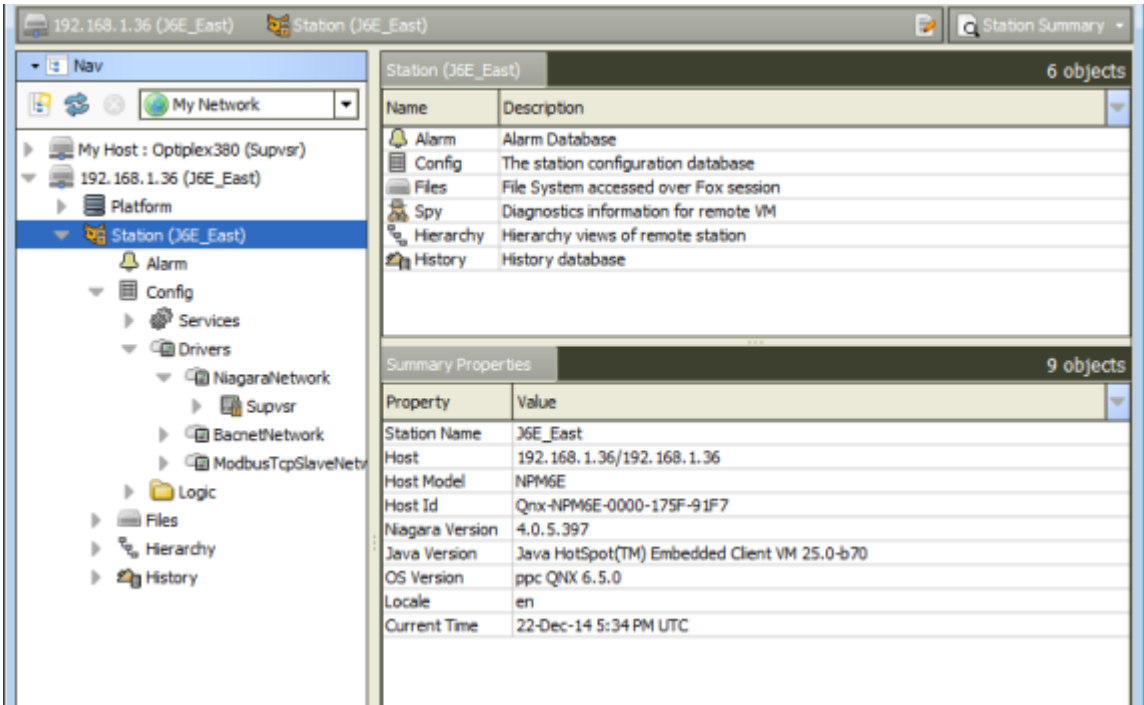 192.168.1.36 (J6E_East) Station (J6E_East) Station Summary
Nav
My Network
My Host : Optiplex380 (Supvsr)
192.168.1.36 (J6E_East)
Platform
Station (J6E_East)
Alarm
Config
Services
Drivers
NiagaraNetwork
Supvsr
BacnetNetwork
ModbusTcpSlaveNetw
Logic
Files
Hierarchy
History
Station (J6E_East) 6 objects
Name Description
Alarm Alarm Database
Config The station configuration database
Files File System accessed over Fox session
Spy Diagnostics information for remote VM
Hierarchy Hierarchy views of remote station
History History database
Summary Properties 9 objects
Property Value
Station Name J6E_East
Host 192.168.1.36/192.168.1.36
Host Model NPM6E
Host Id Qnx-NPM6E-0000-175F-91F7
Niagara Version 4.0.5.397
Java Version Java HotSpot(TM) Embedded Client VM 25.0-b70
OS Version ppc QNX 6.5.0
Locale en
Current Time 22-Dec-14 5:34 PM UTC